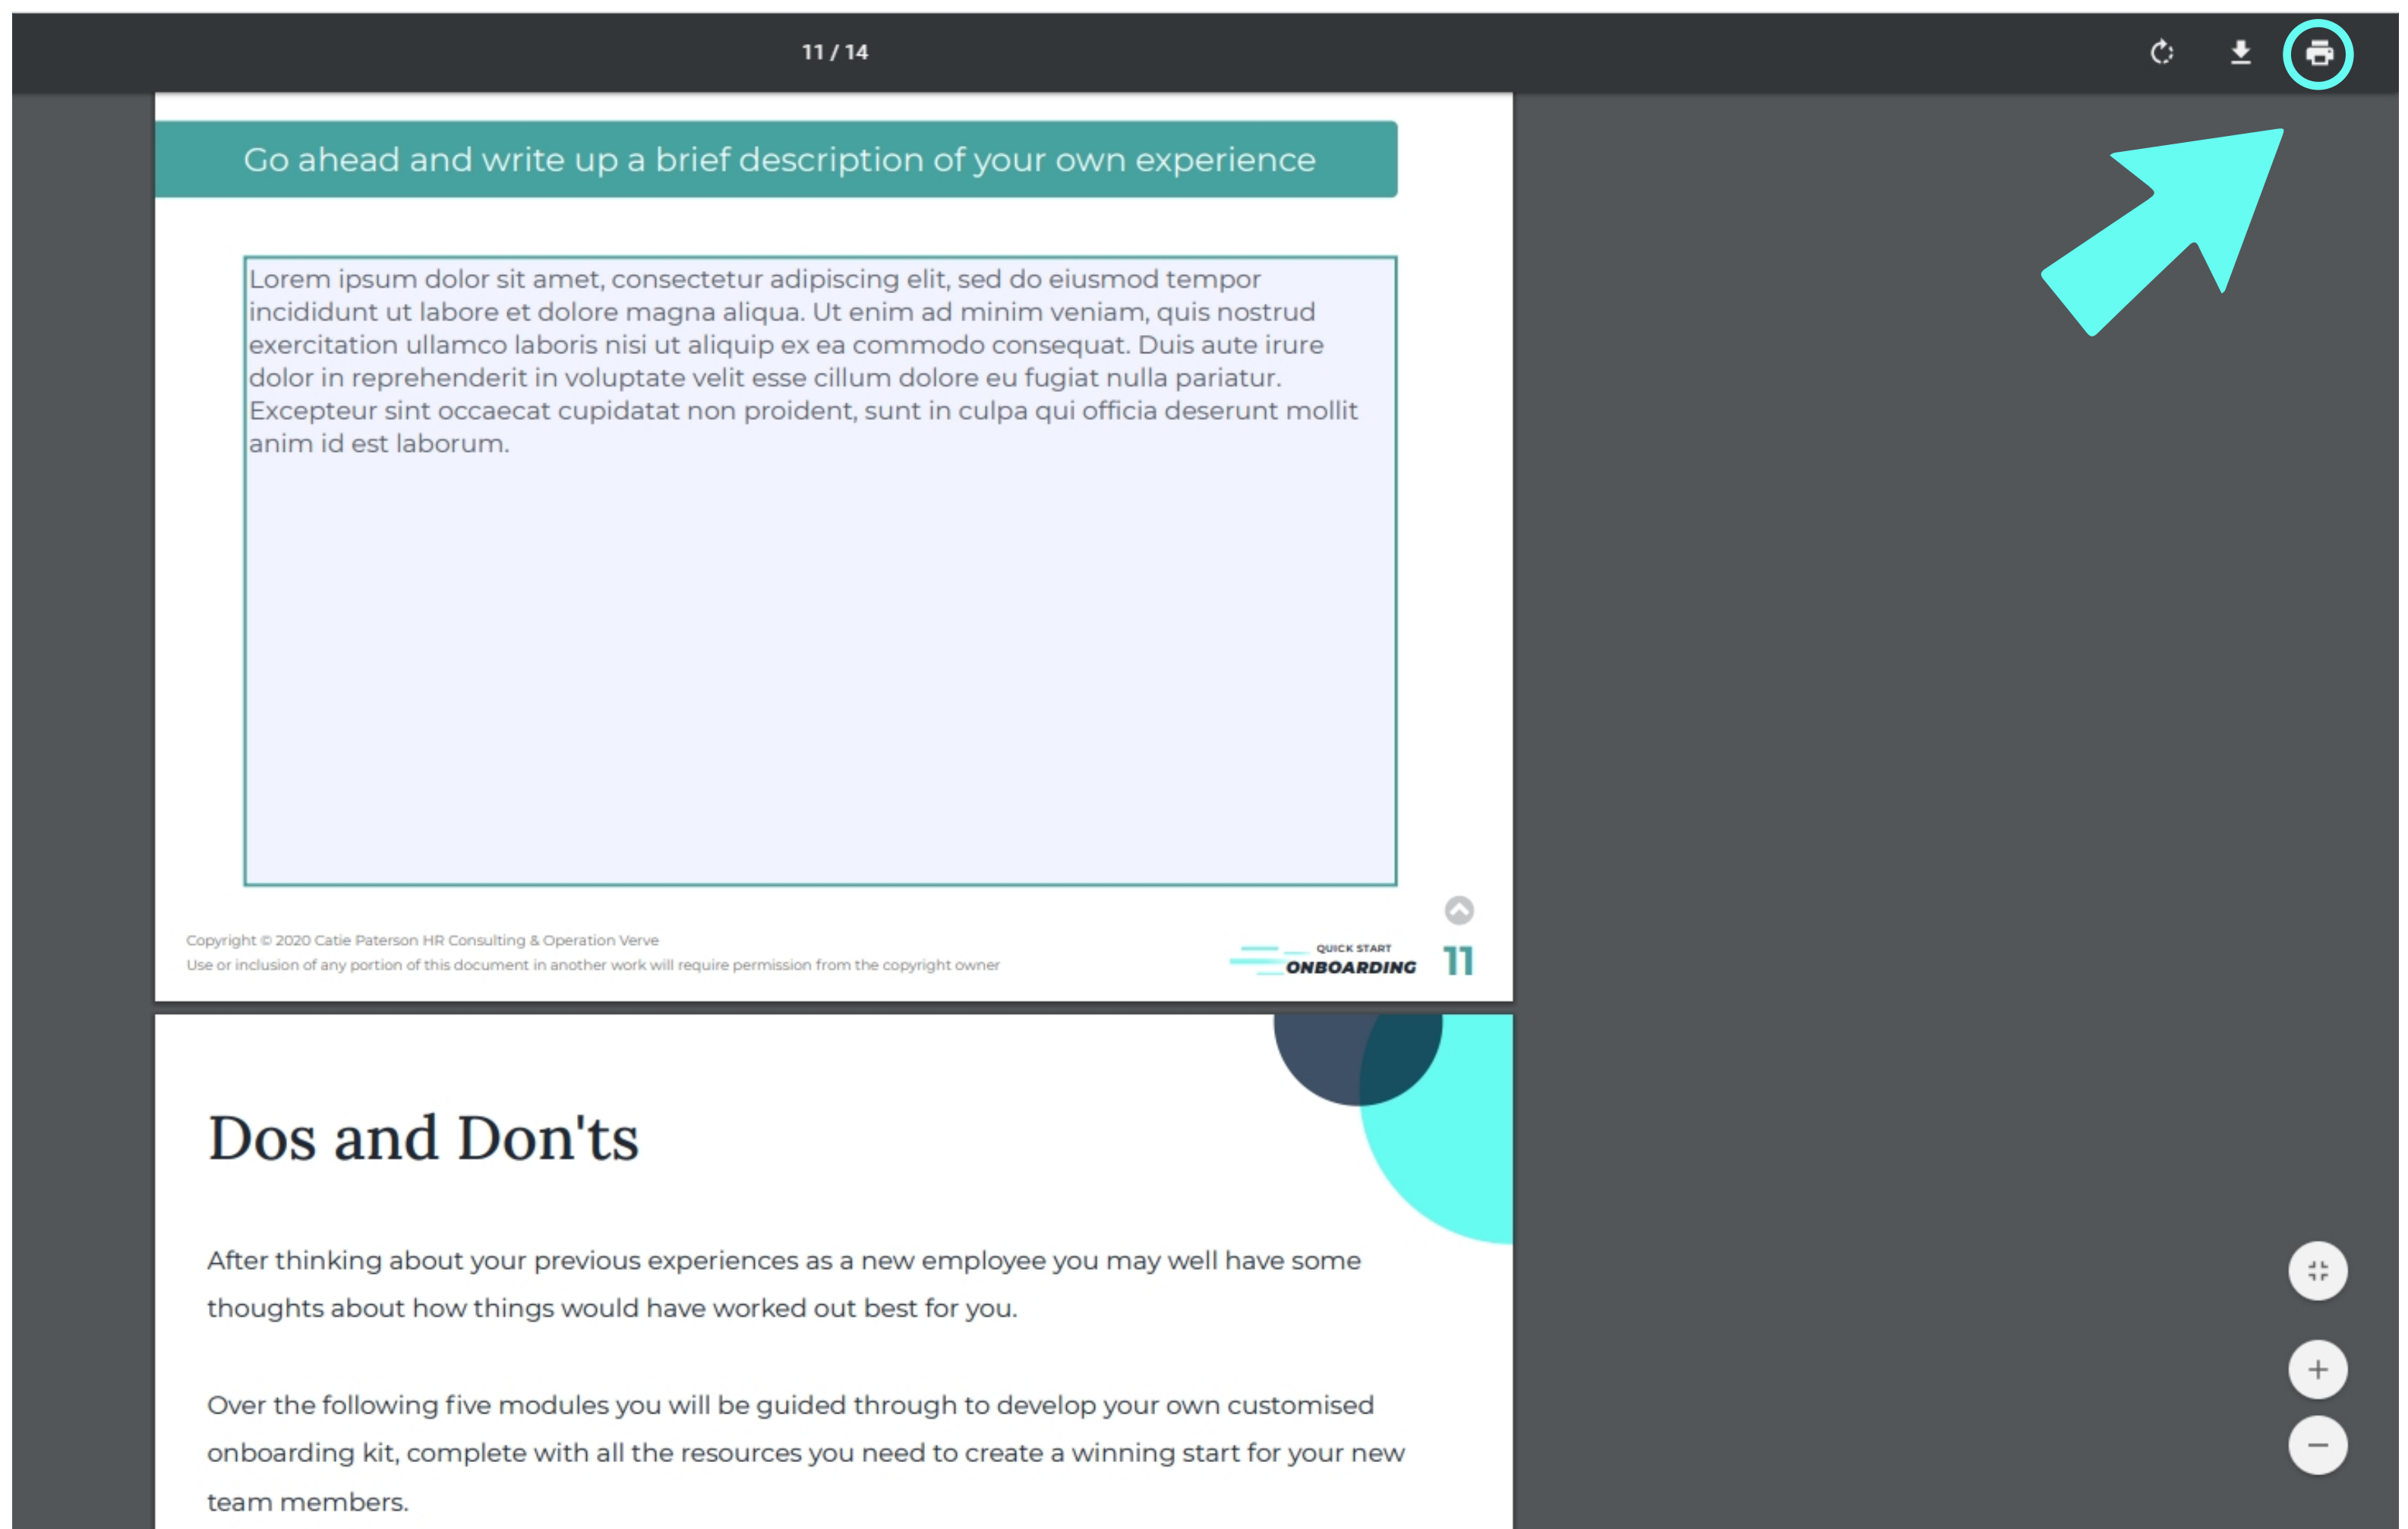 11 / 14
Go ahead and write up a brief description of your own experience
Lorem ipsum dolor sit amet, consectetur adipiscing elit, sed do eiusmod tempor
incididunt ut labore et dolore magna aliqua. Ut enim ad minim veniam, quis nostrud
exercitation ullamco laboris nisi ut aliquip ex ea commodo consequat. Duis aute irure
dolor in reprehenderit in voluptate velit esse cillum dolore eu fugiat nulla pariatur.
Excepteur sint occaecat cupidatat non proident, sunt in culpa qui officia deserunt mollit
anim id est laborum.
Copyright © 2020 Catie Paterson HR Consulting & Operation Verve
Use or inclusion of any portion of this document in another work will require permission from the copyright owner
QUICK START
ONBOARDING
11
Dos and Don'ts
After thinking about your previous experiences as a new employee you may well have some
thoughts about how things would have worked out best for you.
Over the following five modules you will be guided through to develop your own customised
onboarding kit, complete with all the resources you need to create a winning start for your new
team members.